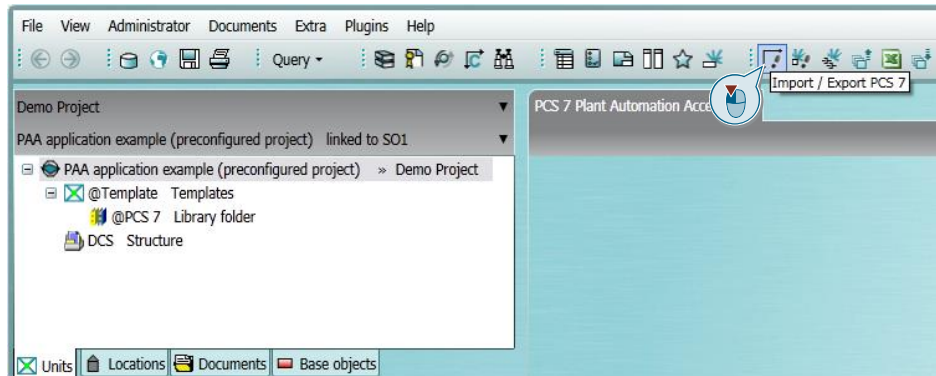 File View Administrator Documents Extra Plugins Help
Query
Import / Export PCS 7
Demo Project
PCS 7 Plant Automation Acce
PAA application example (preconfigured project) linked to SO1
PAA application example (preconfigured project) » Demo Project
@Template Templates
@PCS 7 Library folder
DCS Structure
Units Locations Documents Base objects